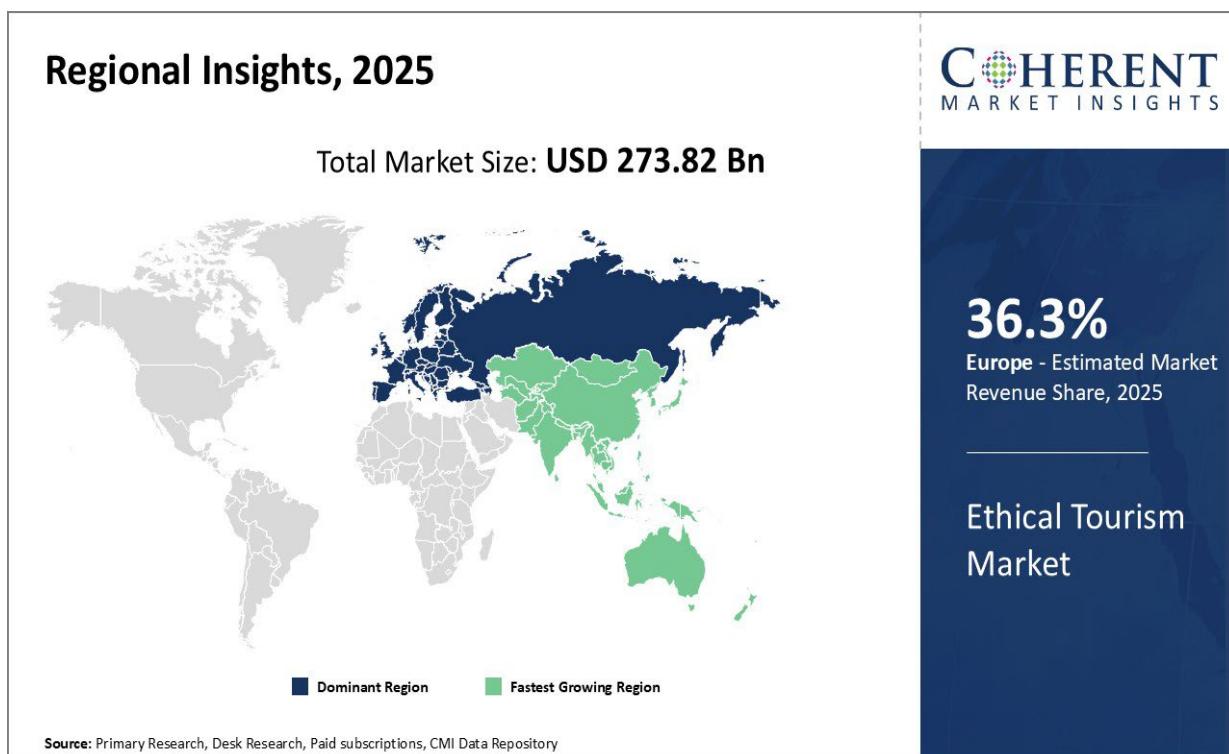 Regional Insights, 2025
Total Market Size: USD 273.82 Bn
Dominant Region
Fastest Growing Region
Source: Primary Research, Desk Research, Paid subscriptions, CMI Data Repository
COHERENT
MARKET INSIGHTS
36.3%
Europe - Estimated Market
Revenue Share, 2025
Ethical Tourism
Market